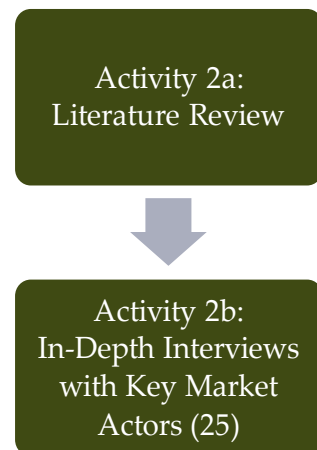 Activity 2a:
Literature Review
Activity 2b:
In-Depth Interviews
with Key Market
Actors (25)